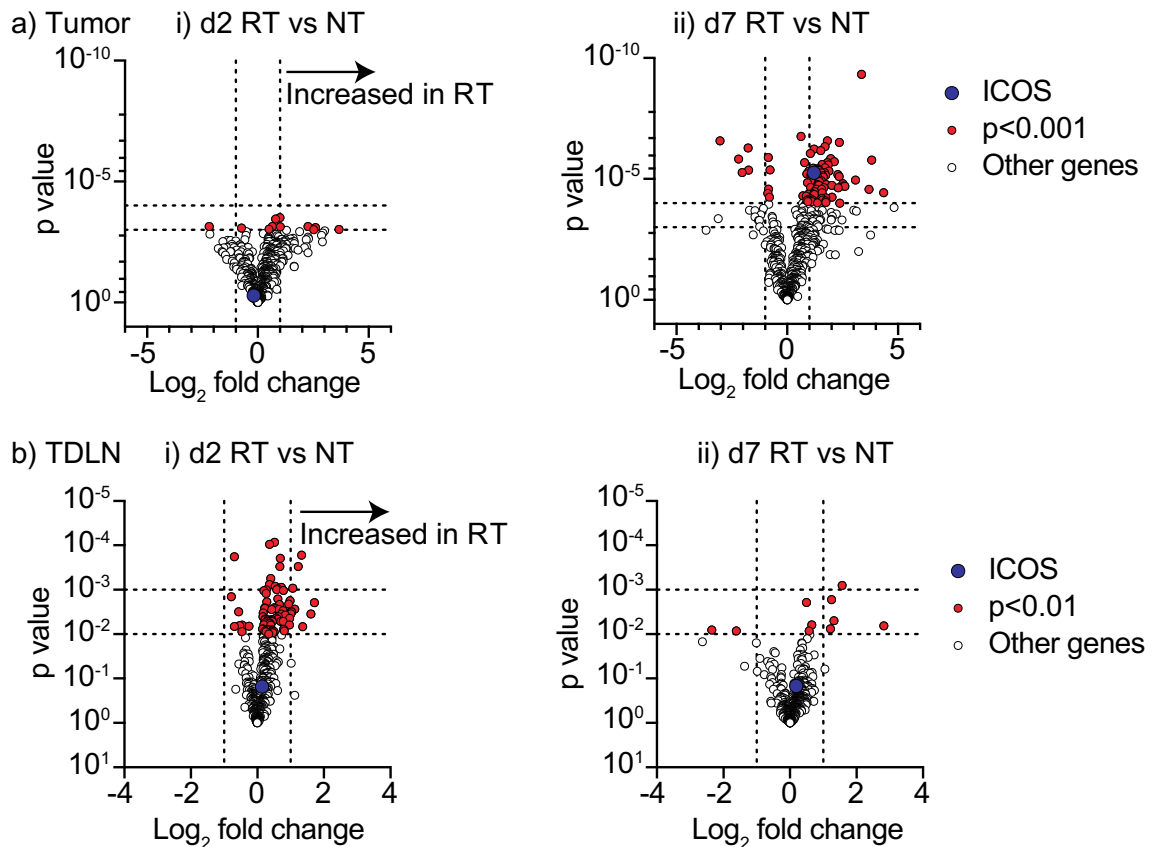 a) Tumor i) d2 RT vs NT
ii) d7 RT vs NT
10-10
10-5
100
p value
Increased in RT
-5 0 5
Log2 fold change
10-10
10-5
100
p value
-5 0 5
Log2 fold change
ICOS
p<0.001
Other genes
b) TDLN i) d2 RT vs NT
ii) d7 RT vs NT
10-5
10-4
10-3
10-2
10-1
100
101
p value
Increased in RT
-4 -2 0 2 4
Log2 fold change
10-5
10-4
10-3
10-2
10-1
100
101
p value
-4 -2 0 2 4
Log2 fold change
ICOS
p<0.01
Other genes